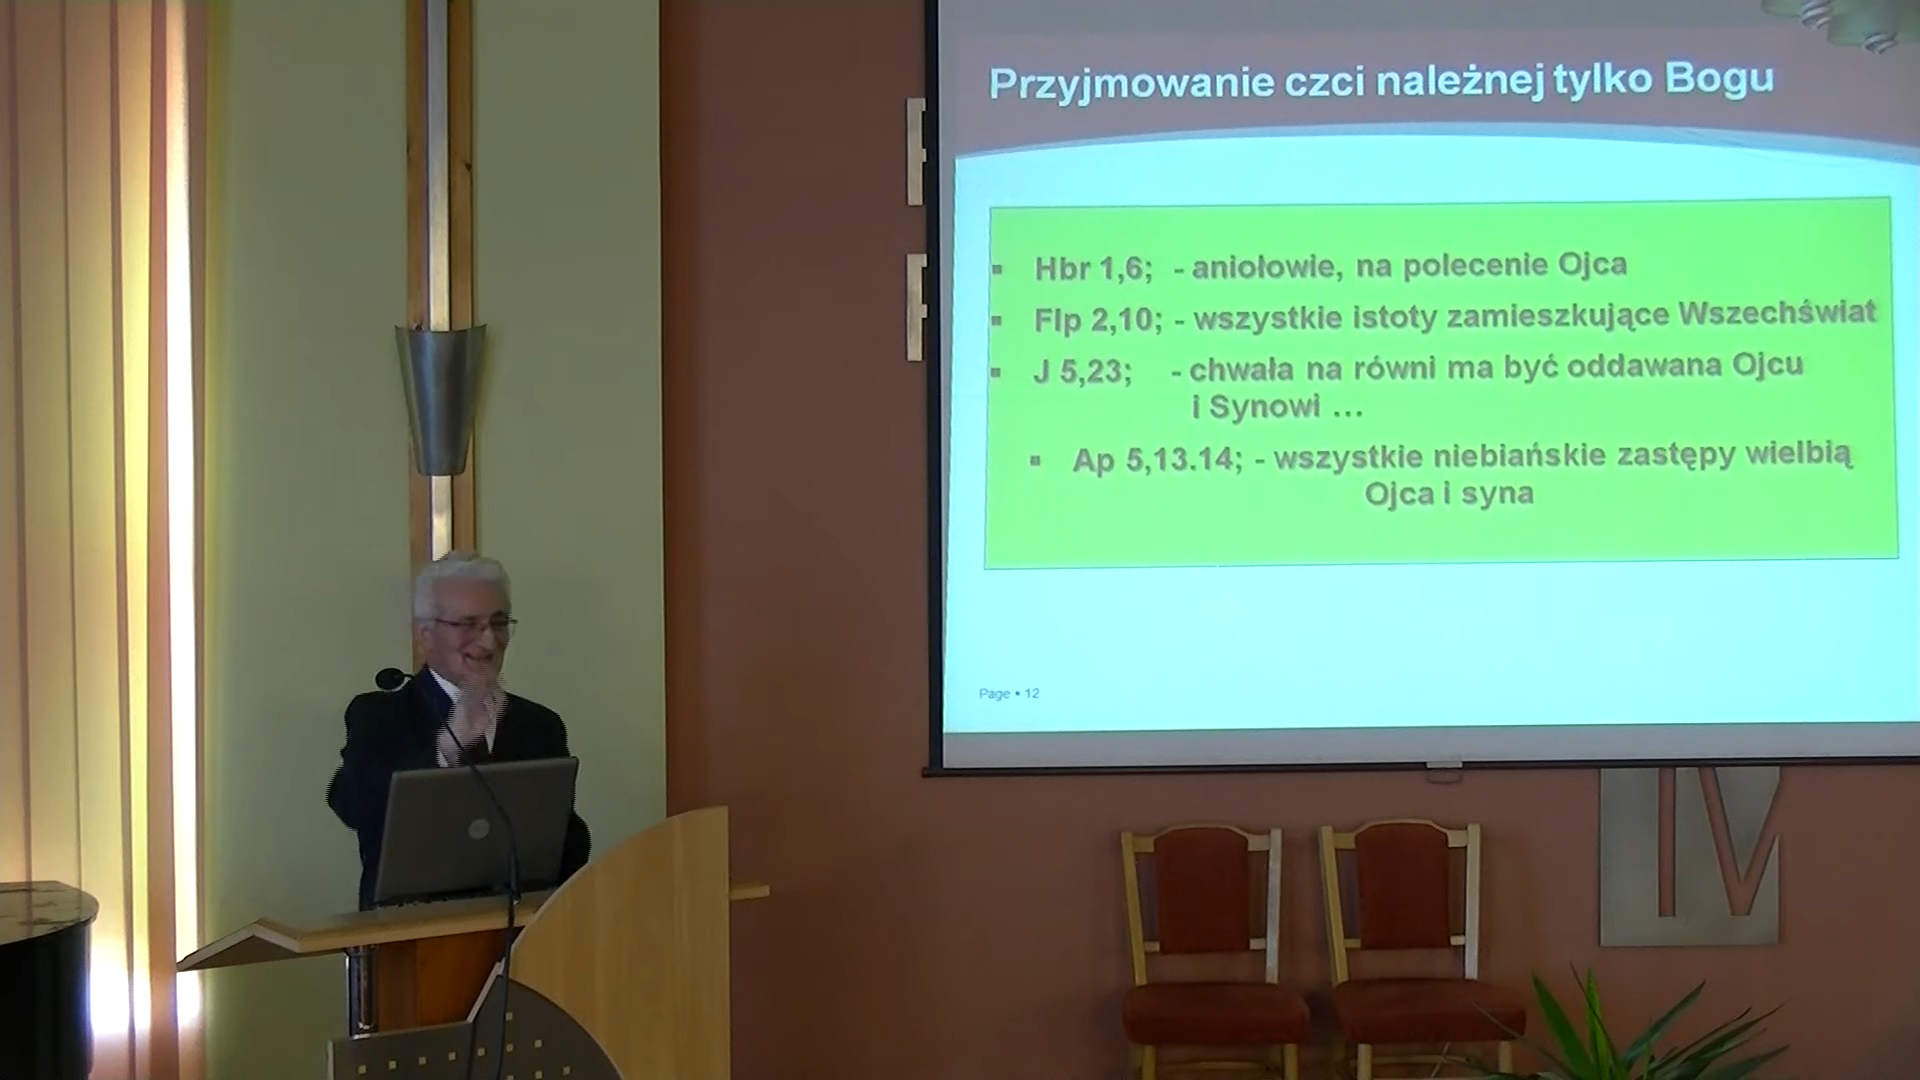 Przyjmowanie czci należnej tylko Bogu
▪ Hbr 1,6; - aniołowie, na polecenie Ojca
▪ Flp 2,10; - wszystkie istoty zamieszkujące Wszechświat
▪ J 5,23; - chwała na równi ma być oddawana Ojcu
i Synowi ...
▪ Ap 5,13.14; - wszystkie niebiańskie zastępy wielbią
Ojca i syna
Page ▪ 12
IV